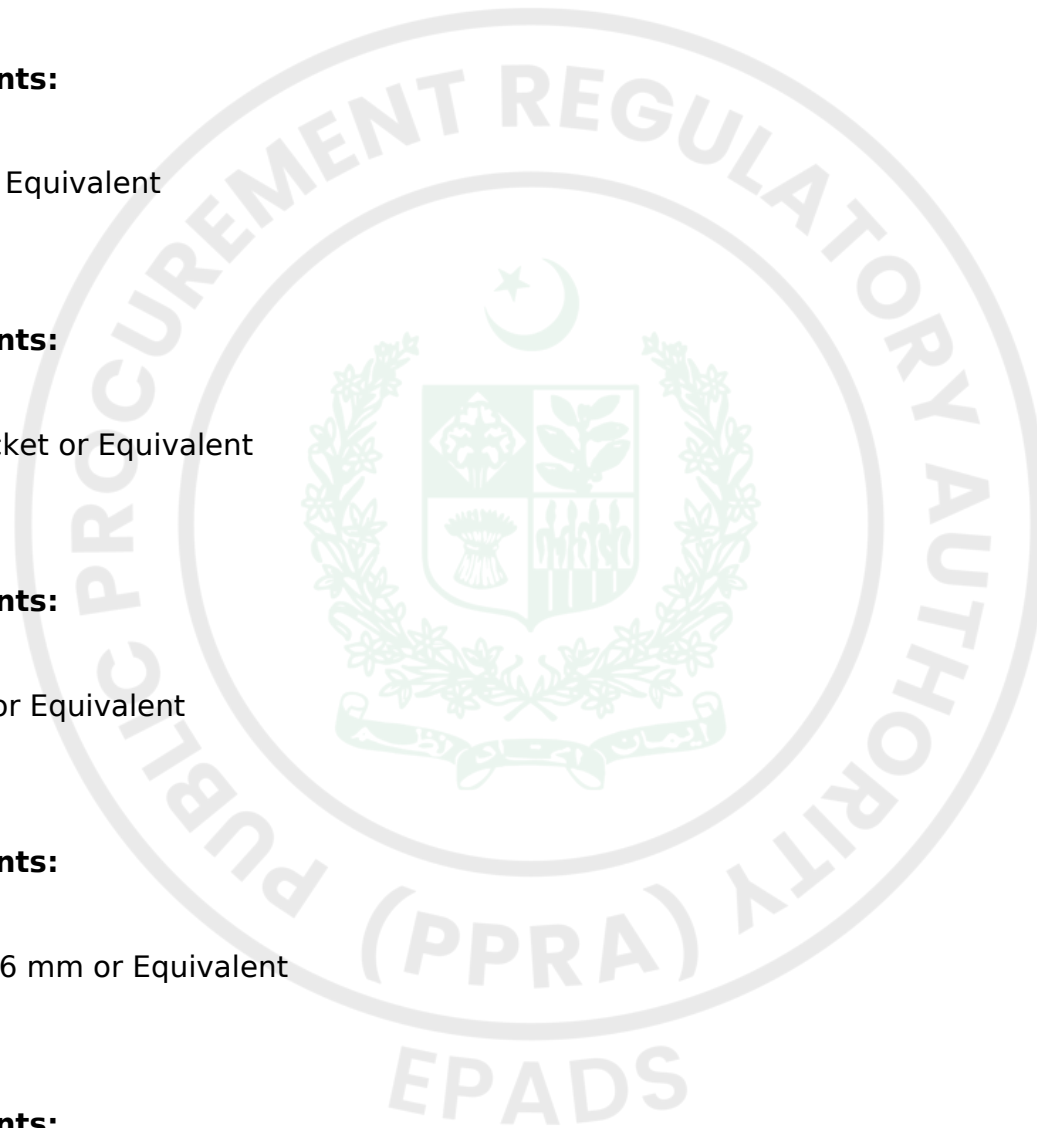 nts:
Equivalent
nts:
ket or Equivalent
nts:
or Equivalent
nts:
6 mm or Equivalent
nts:
PUBLIC PROCUREMENT REGULATORY AUTHORITY
(PPRA)
EPADS